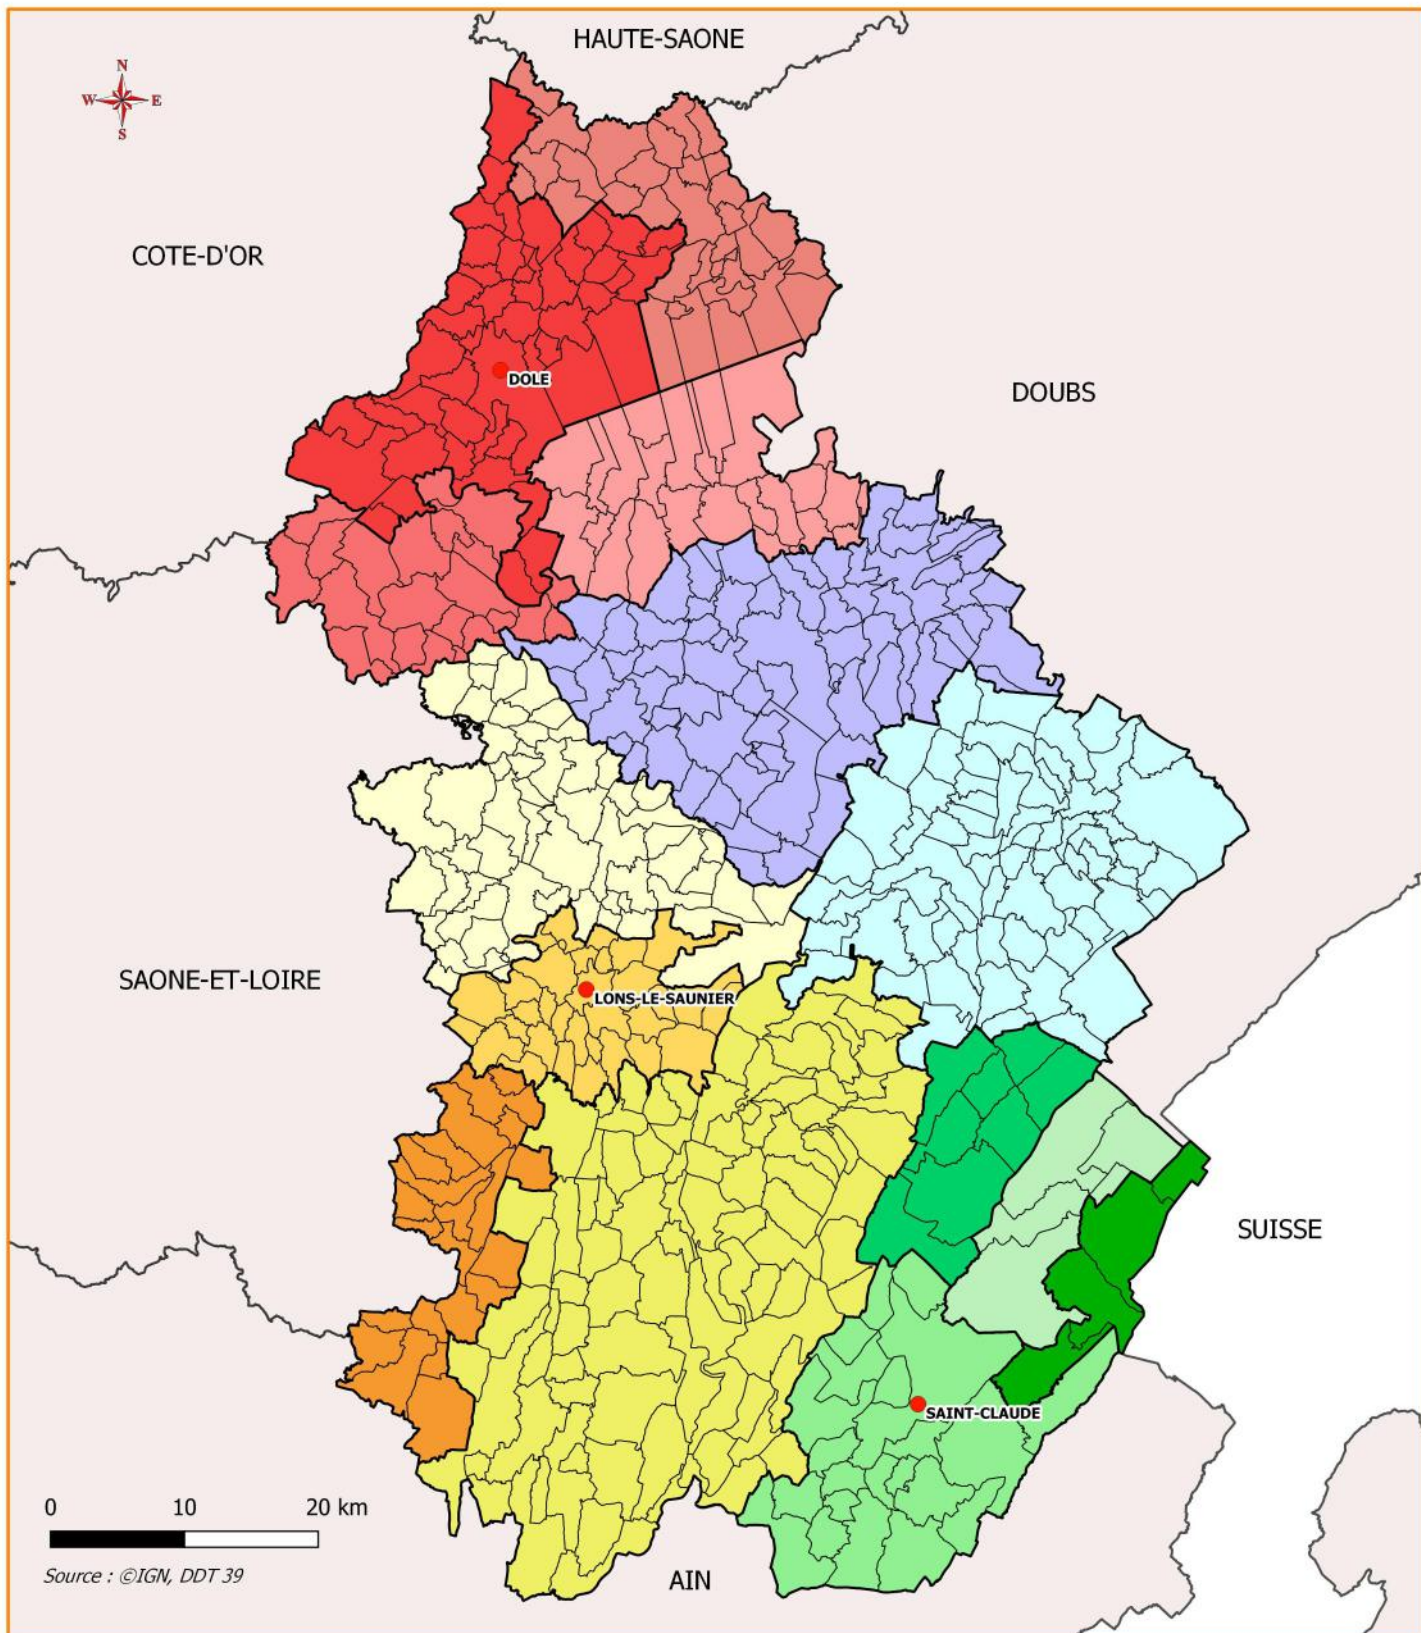 HAUTE-SAONE
N
W E
S
COTE-D'OR
DOLE
DOUBS
SAONE-ET-LOIRE
LONS-LE-SAUNIER
SUISSE
SAINT-CLAUDE
0 10 20 km
AIN
Source : ©IGN, DDT 39